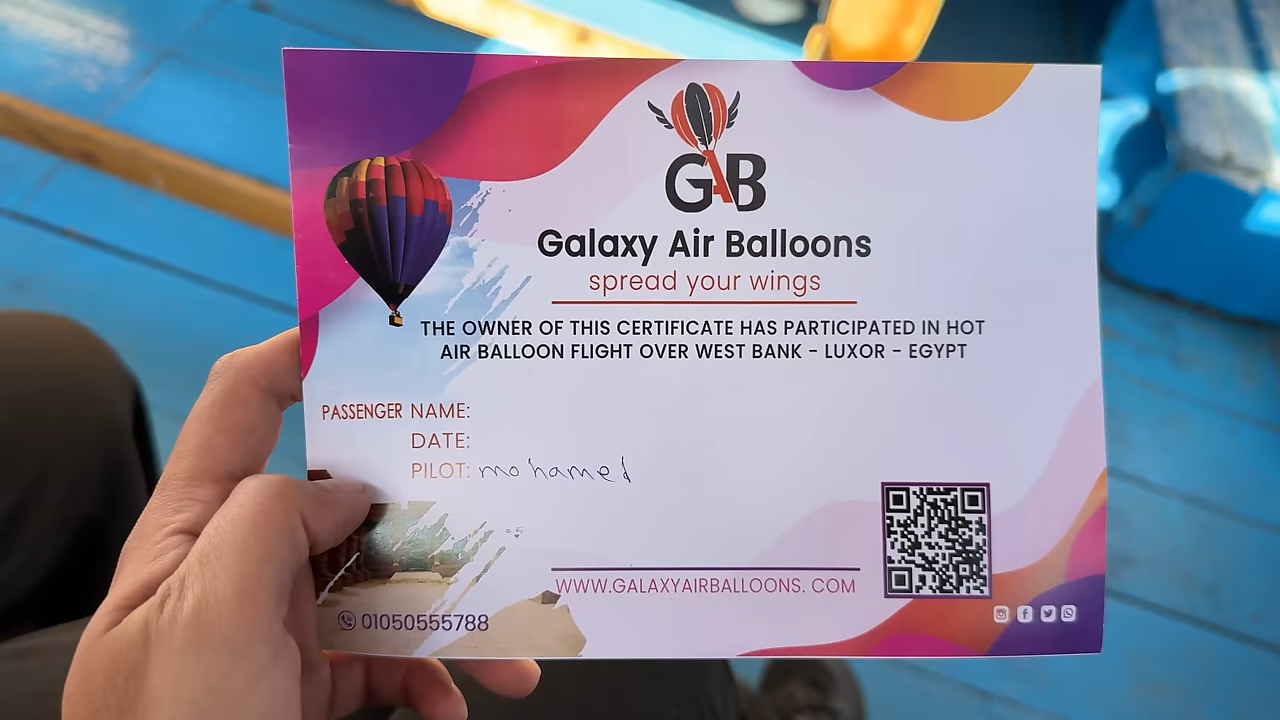 GAB
Galaxy Air Balloons
spread your wings
THE OWNER OF THIS CERTIFICATE HAS PARTICIPATED IN HOT
AIR BALLOON FLIGHT OVER WEST BANK - LUXOR - EGYPT
PASSENGER NAME:
DATE:
PILOT: mohamed
WWW.GALAXYAIRBALLOONS. COM
01050555788